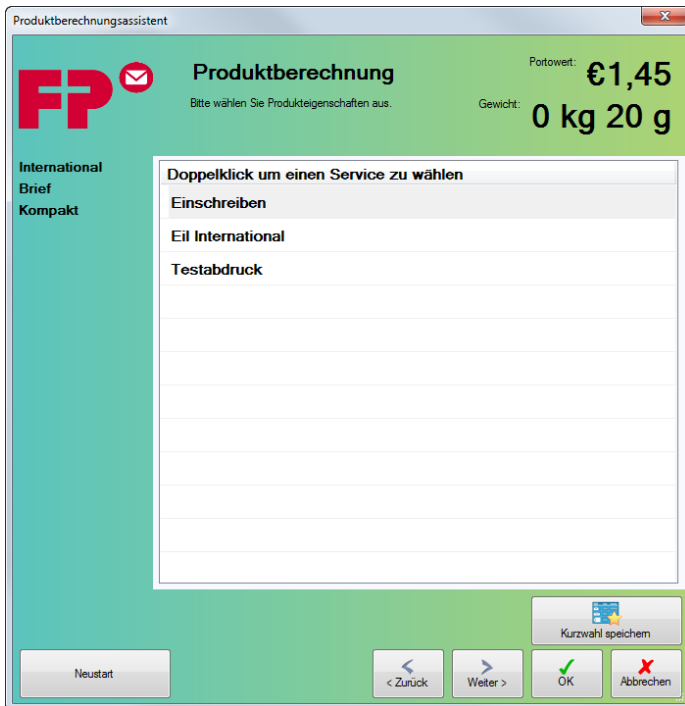 Produktberechnungsassistent
FP
Produktberechnung
Bitte wählen Sie Produkteigenschaften aus.
Portowert: €1,45
Gewicht: 0 kg 20 g
International
Brief
Kompakt
Doppelklick um einen Service zu wählen
Einschreiben
Eil International
Testabdruck
Kurzwahl speichern
Neustart
< Zurück
Weiter >
OK
Abbrechen